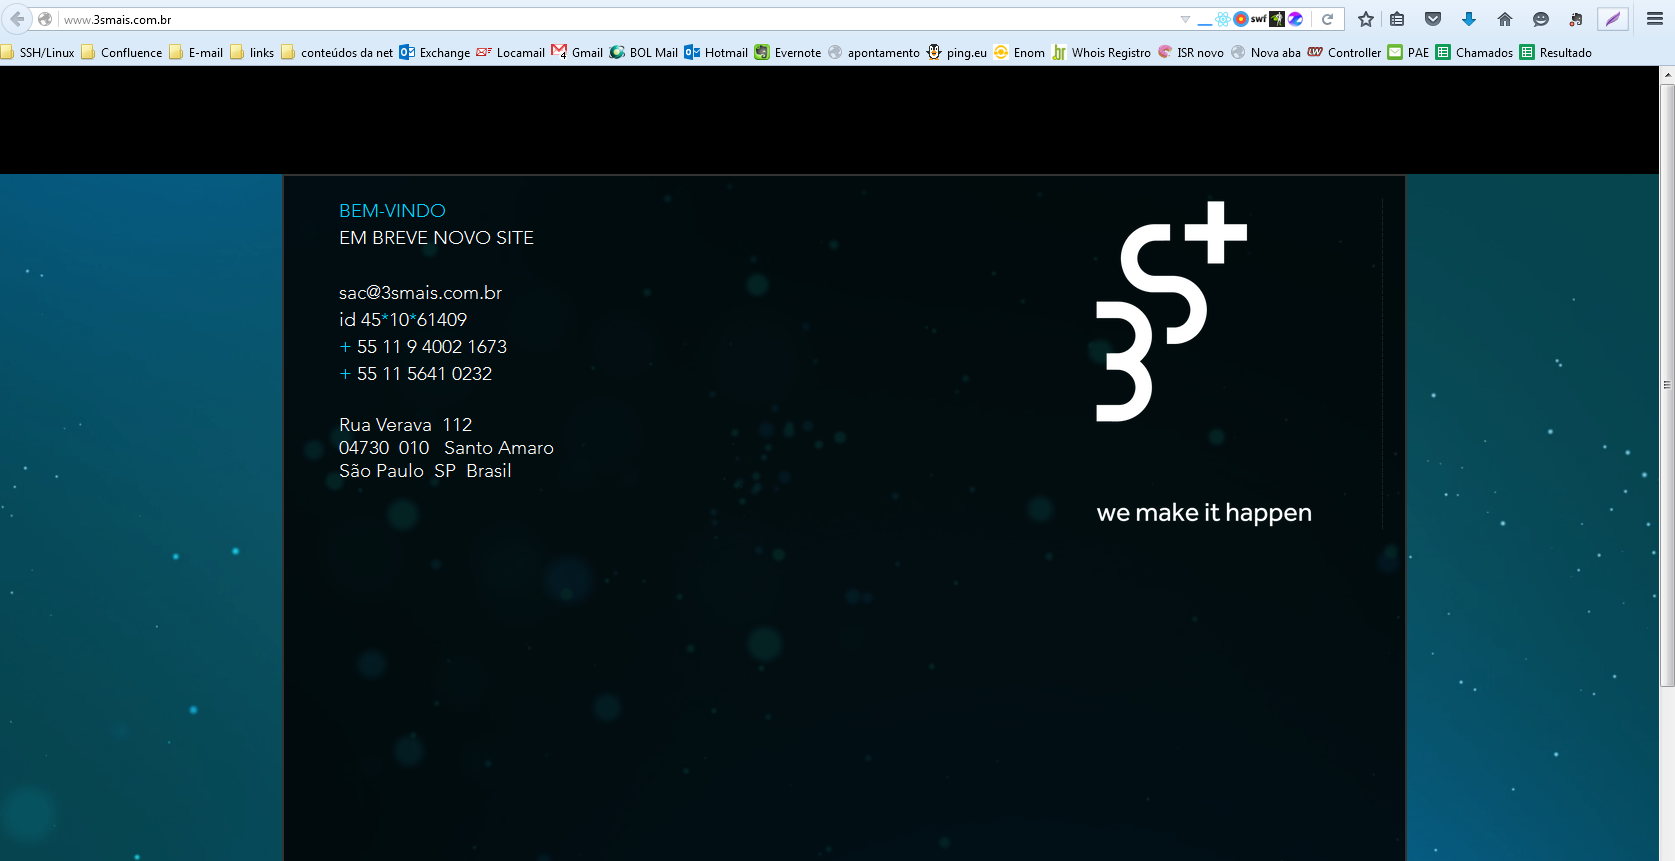 www.3smais.com.br
swf
SSH/Linux Confluence E-mail links conteúdos da net Exchange Locamail Gmail BOL Mail Hotmail Evernote apontamento ping.eu Enom Whois Registro ISR novo Nova aba Controller PAE Chamados Resultado
BEM-VINDO
EM BREVE NOVO SITE
sac@3smais.com.br
id 45*10*61409
+ 55 11 9 4002 1673
+ 55 11 5641 0232
Rua Verava 112
04730 010 Santo Amaro
São Paulo SP Brasil
3S+
we make it happen